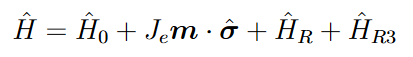 Ĥ = Ĥ₀ + Jₑ𝒎 · 𝝈̂ + Ĥ_R + Ĥ_R3